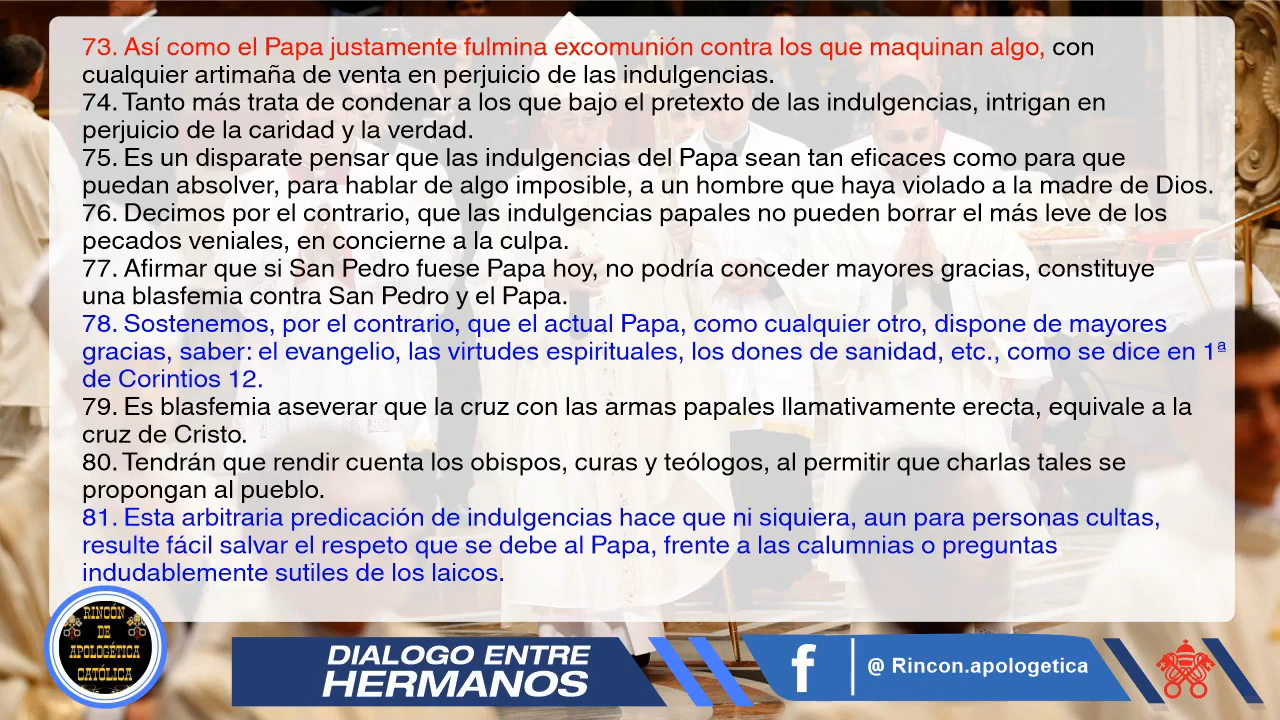 73. Así como el Papa justamente fulmina excomunión contra los que maquinan algo, con
cualquier artimaña de venta en perjuicio de las indulgencias.
74. Tanto más trata de condenar a los que bajo el pretexto de las indulgencias, intrigan en
perjuicio de la caridad y la verdad.
75. Es un disparate pensar que las indulgencias del Papa sean tan eficaces como para que
puedan absolver, para hablar de algo imposible, a un hombre que haya violado a la madre de Dios.
76. Decimos por el contrario, que las indulgencias papales no pueden borrar el más leve de los
pecados veniales, en concierne a la culpa.
77. Afirmar que si San Pedro fuese Papa hoy, no podría conceder mayores gracias, constituye
una blasfemia contra San Pedro y el Papa.
78. Sostenemos, por el contrario, que el actual Papa, como cualquier otro, dispone de mayores
gracias, saber: el evangelio, las virtudes espirituales, los dones de sanidad, etc., como se dice en 1ª
de Corintios 12.
79. Es blasfemia aseverar que la cruz con las armas papales llamativamente erecta, equivale a la
cruz de Cristo.
80. Tendrán que rendir cuenta los obispos, curas y teólogos, al permitir que charlas tales se
propongan al pueblo.
81. Esta arbitraria predicación de indulgencias hace que ni siquiera, aun para personas cultas,
resulte fácil salvar el respeto que se debe al Papa, frente a las calumnias o preguntas
indudablemente sutiles de los laicos.
RINCÓN
DE
APOLOGÉTICA
CATÓLICA
DIALOGO ENTRE
HERMANOS
f
@ Rincon.apologetica